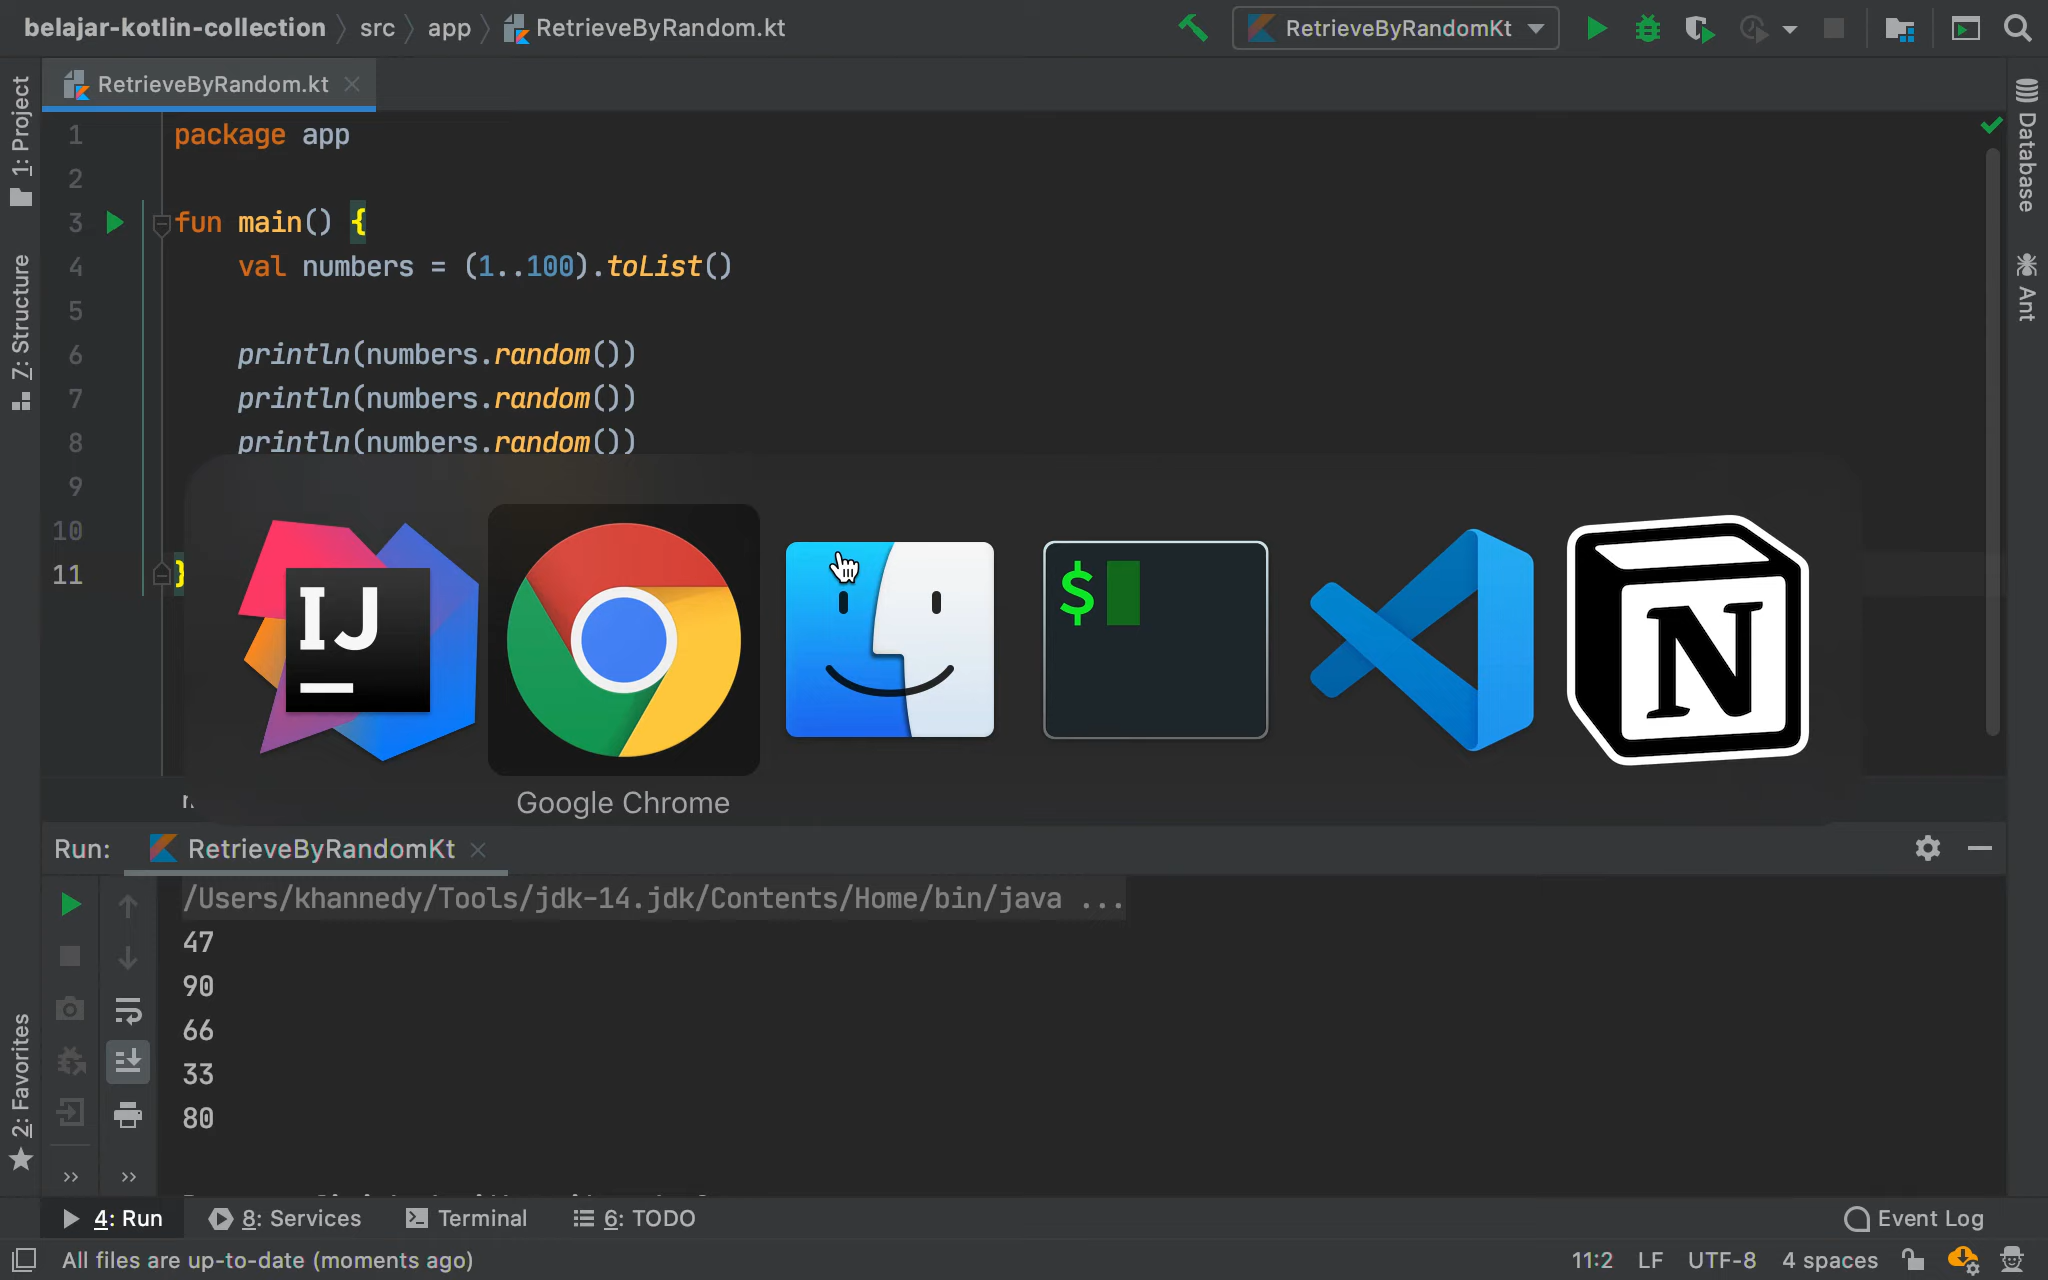 belajar-kotlin-collection 〉 src 〉 app 〉 RetrieveByRandom.kt
RetrieveByRandomKt
RetrieveByRandom.kt
1: Project
7: Structure
2: Favorites
Database
Ant
1 package app
2
3 fun main() {
4 val numbers = (1..100).toList()
5
6 println(numbers.random())
7 println(numbers.random())
8 println(numbers.random())
9
10
11 }
IJ
$
N
Google Chrome
Run: RetrieveByRandomKt
/Users/khannedy/Tools/jdk-14.jdk/Contents/Home/bin/java ...
47
90
66
33
80
4: Run 8: Services Terminal 6: TODO Event Log
All files are up-to-date (moments ago) 11:2 LF UTF-8 4 spaces